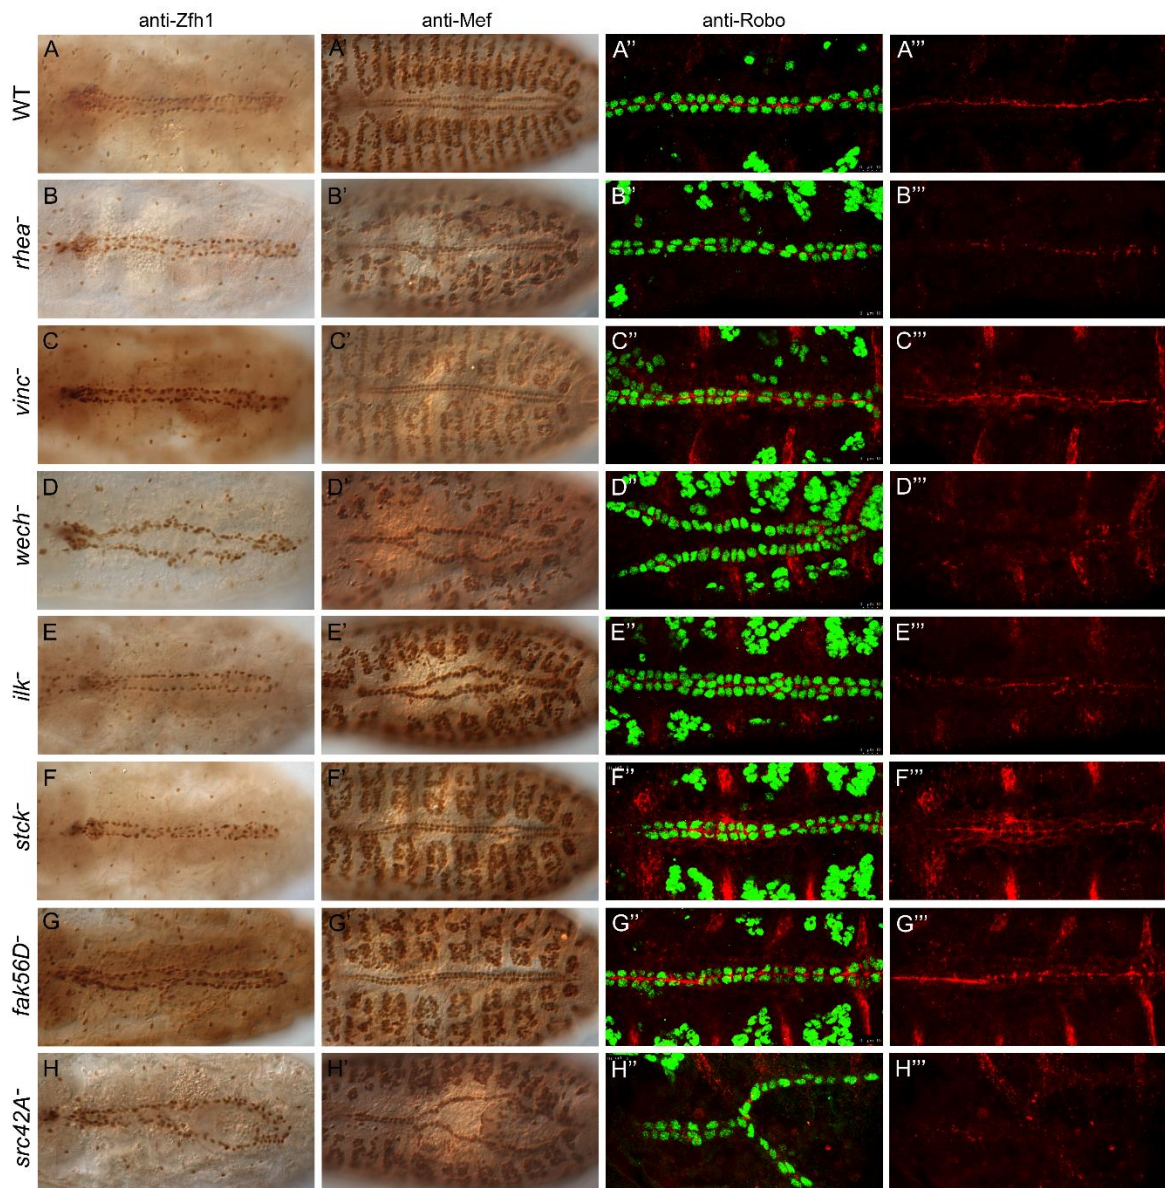 anti-Zfh1 anti-Mef anti-Robo
WT A A' A'' A'''
rhea- B B' B'' B'''
vinc- C C' C'' C'''
wech- D D' D'' D'''
ilk- E E' E'' E'''
stck- F F' F'' F'''
fak56D- G G' G'' G'''
src42A- H H' H'' H'''